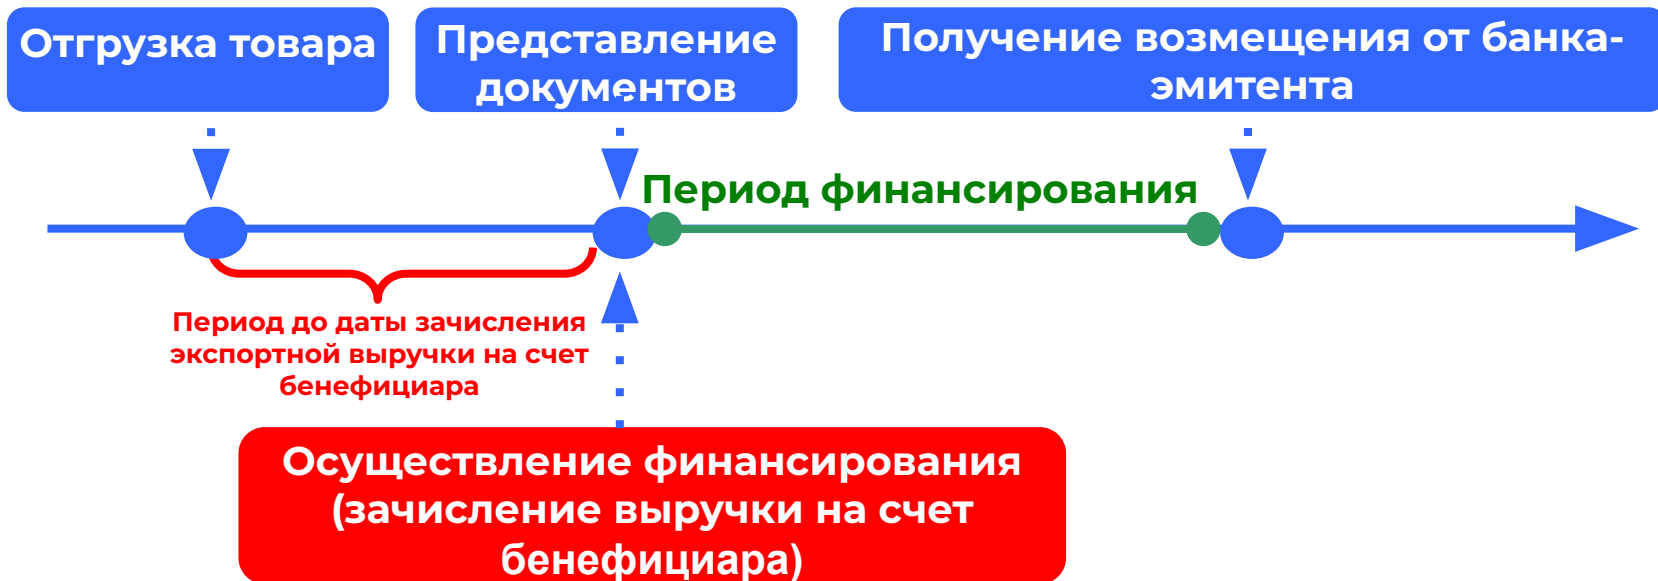 Отгрузка товара
Представление
документов
Получение возмещения от банка-
эмитента
Период финансирования
Период до даты зачисления
экспортной выручки на счет
бенефициара
Осуществление финансирования
(зачисление выручки на счет
бенефициара)